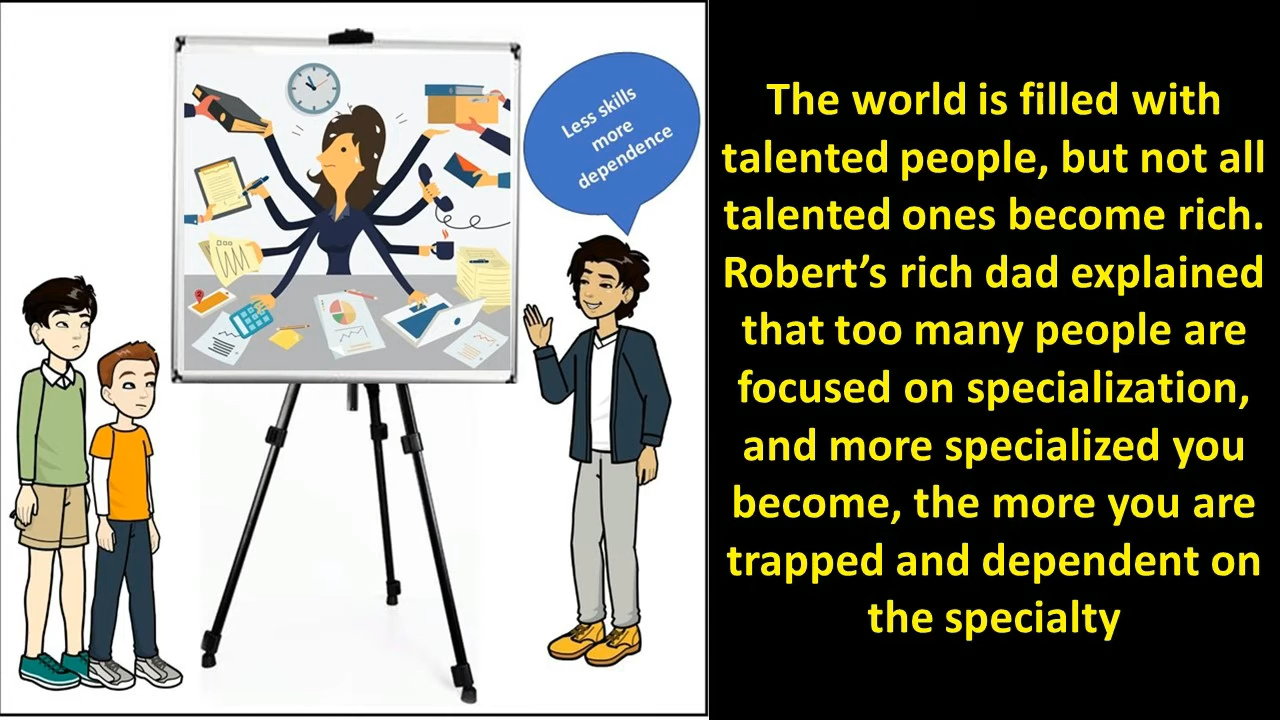 Less skills
more
dependence
The world is filled with
talented people, but not all
talented ones become rich.
Robert’s rich dad explained
that too many people are
focused on specialization,
and more specialized you
become, the more you are
trapped and dependent on
the specialty